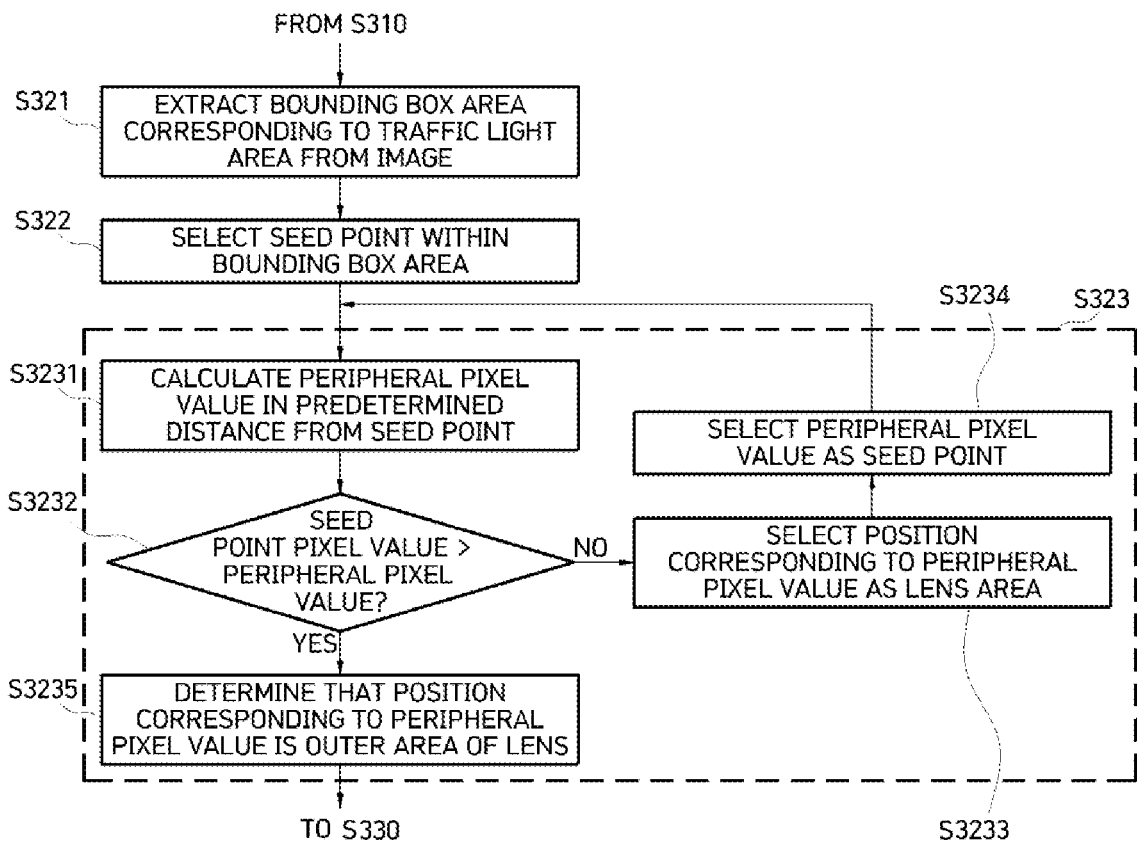 FROM S310
S321
EXTRACT BOUNDING BOX AREA
CORRESPONDING TO TRAFFIC LIGHT
AREA FROM IMAGE
S322
SELECT SEED POINT WITHIN
BOUNDING BOX AREA
S3234
S323
S3231
CALCULATE PERIPHERAL PIXEL
VALUE IN PREDETERMINED
DISTANCE FROM SEED POINT
SELECT PERIPHERAL PIXEL
VALUE AS SEED POINT
S3232
SEED
POINT PIXEL VALUE >
PERIPHERAL PIXEL
VALUE?
NO
SELECT POSITION
CORRESPONDING TO PERIPHERAL
PIXEL VALUE AS LENS AREA
YES
S3235
DETERMINE THAT POSITION
CORRESPONDING TO PERIPHERAL
PIXEL VALUE IS OUTER AREA OF LENS
TO S330
S3233